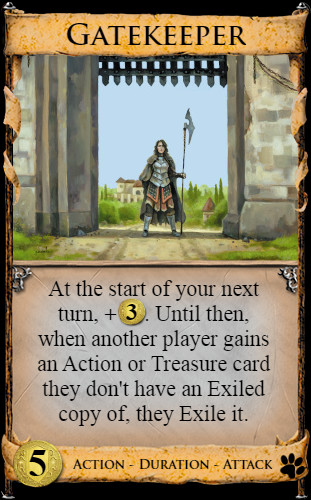 GATEKEEPER
At the start of your next
turn, +3. Until then,
when another player gains
an Action or Treasure card
they don't have an Exiled
copy of, they Exile it.
5 ACTION - DURATION - ATTACK